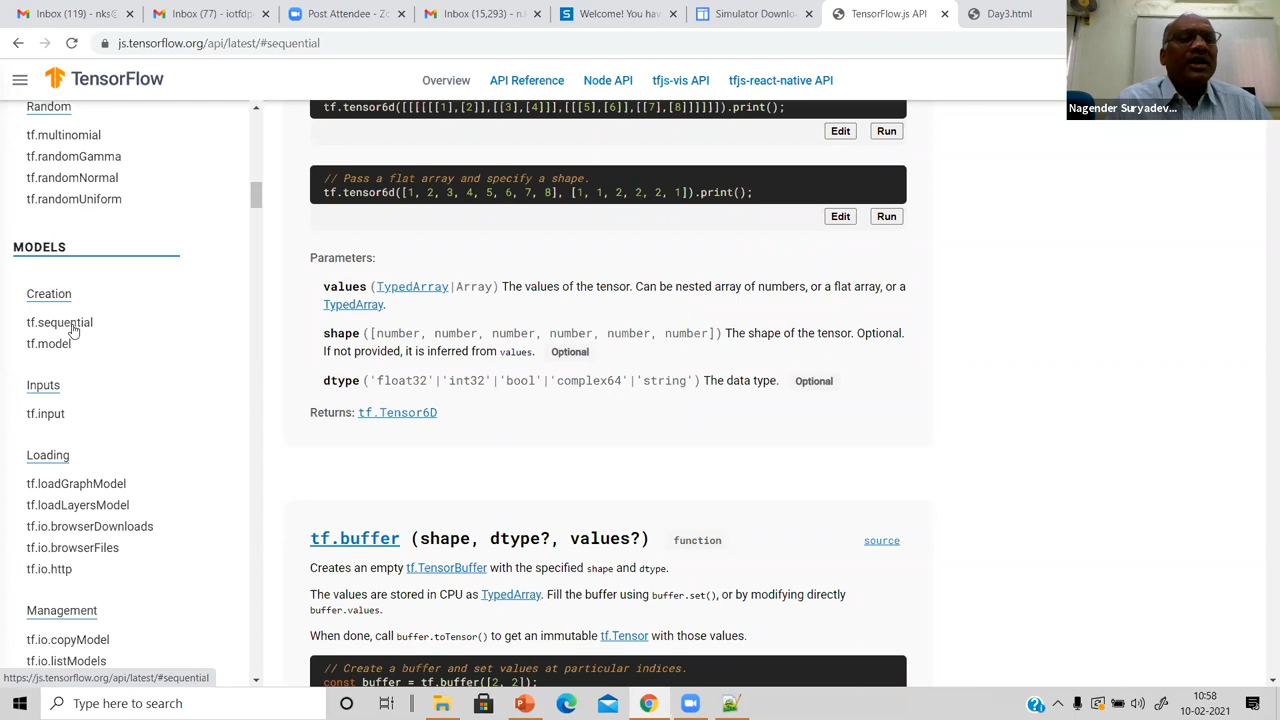 Inbox (119) - nks@
Inbox (77) - iotfdp
Post Attendee - Z
Inbox (15,293) - n
Welcome! You hav
Simulator Downlo
TensorFlow.js API
Day3.html
js.tensorflow.org/api/latest/#sequential
TensorFlow
Overview
API Reference
Node API
tfjs-vis API
tfjs-react-native API
Nagender Suryadev...
Random
tf.multinomial
tf.randomGamma
tf.randomNormal
tf.randomUniform
MODELS
Creation
tf.sequential
tf.model
Inputs
tf.input
Loading
tf.loadGraphModel
tf.loadLayersModel
tf.io.browserDownloads
tf.io.browserFiles
tf.io.http
Management
tf.io.copyModel
tf.io.listModels
https://js.tensorflow.org/api/latest/#sequential
tf.tensor6d([[[[[[1],[2]],[[3],[4]]],[[[5],[6]],[[7],[8]]]]]]).print();
Edit Run
// Pass a flat array and specify a shape.
tf.tensor6d([1, 2, 3, 4, 5, 6, 7, 8], [1, 1, 2, 2, 2, 1]).print();
Edit Run
Parameters:
values (TypedArray|Array) The values of the tensor. Can be nested array of numbers, or a flat array, or a
TypedArray.
shape ([number, number, number, number, number, number]) The shape of the tensor. Optional.
If not provided, it is inferred from values. Optional
dtype ('float32'|'int32'|'bool'|'complex64'|'string') The data type. Optional
Returns: tf.Tensor6D
tf.buffer (shape, dtype?, values?) function source
Creates an empty tf.TensorBuffer with the specified shape and dtype.
The values are stored in CPU as TypedArray. Fill the buffer using buffer.set(), or by modifying directly
buffer.values.
When done, call buffer.toTensor() to get an immutable tf.Tensor with those values.
// Create a buffer and set values at particular indices.
const buffer = tf.buffer([2, 2]);
Type here to search
10:58
10-02-2021